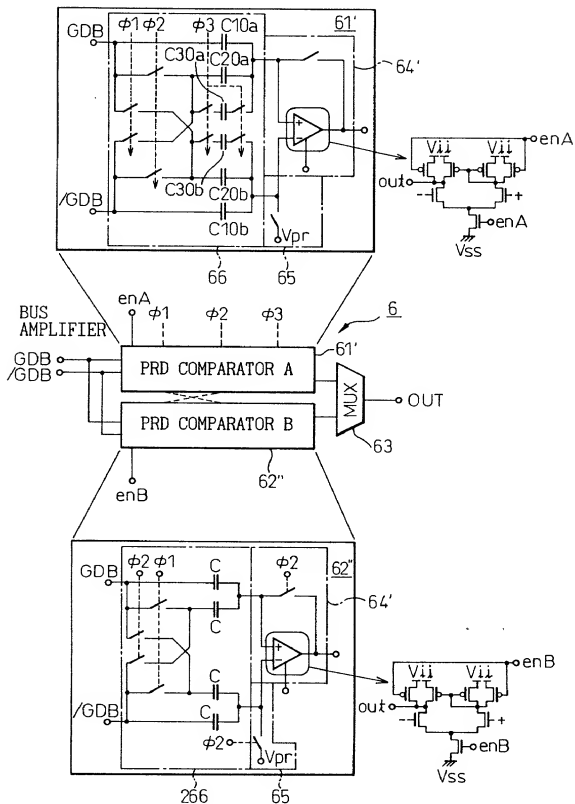 C10a
61'
GDB
φ1 φ2
φ3
C30a
C20a
64'
enA
Vii
out
- +
enA
Vss
/GDB
C30b
C20b
C10b
Vpr
66
65
6
BUS
AMPLIFIER
enA
φ1 φ2 φ3
61'
GDB
/GDB
PRD COMPARATOR A
MUX
OUT
PRD COMPARATOR B
63
62"
enB
φ2 φ1
C
φ2
62"
GDB
64'
C
+
-
enB
Vii Vii
out
- +
enB
Vss
C
/GDB
C
φ2
Vpr
266
65